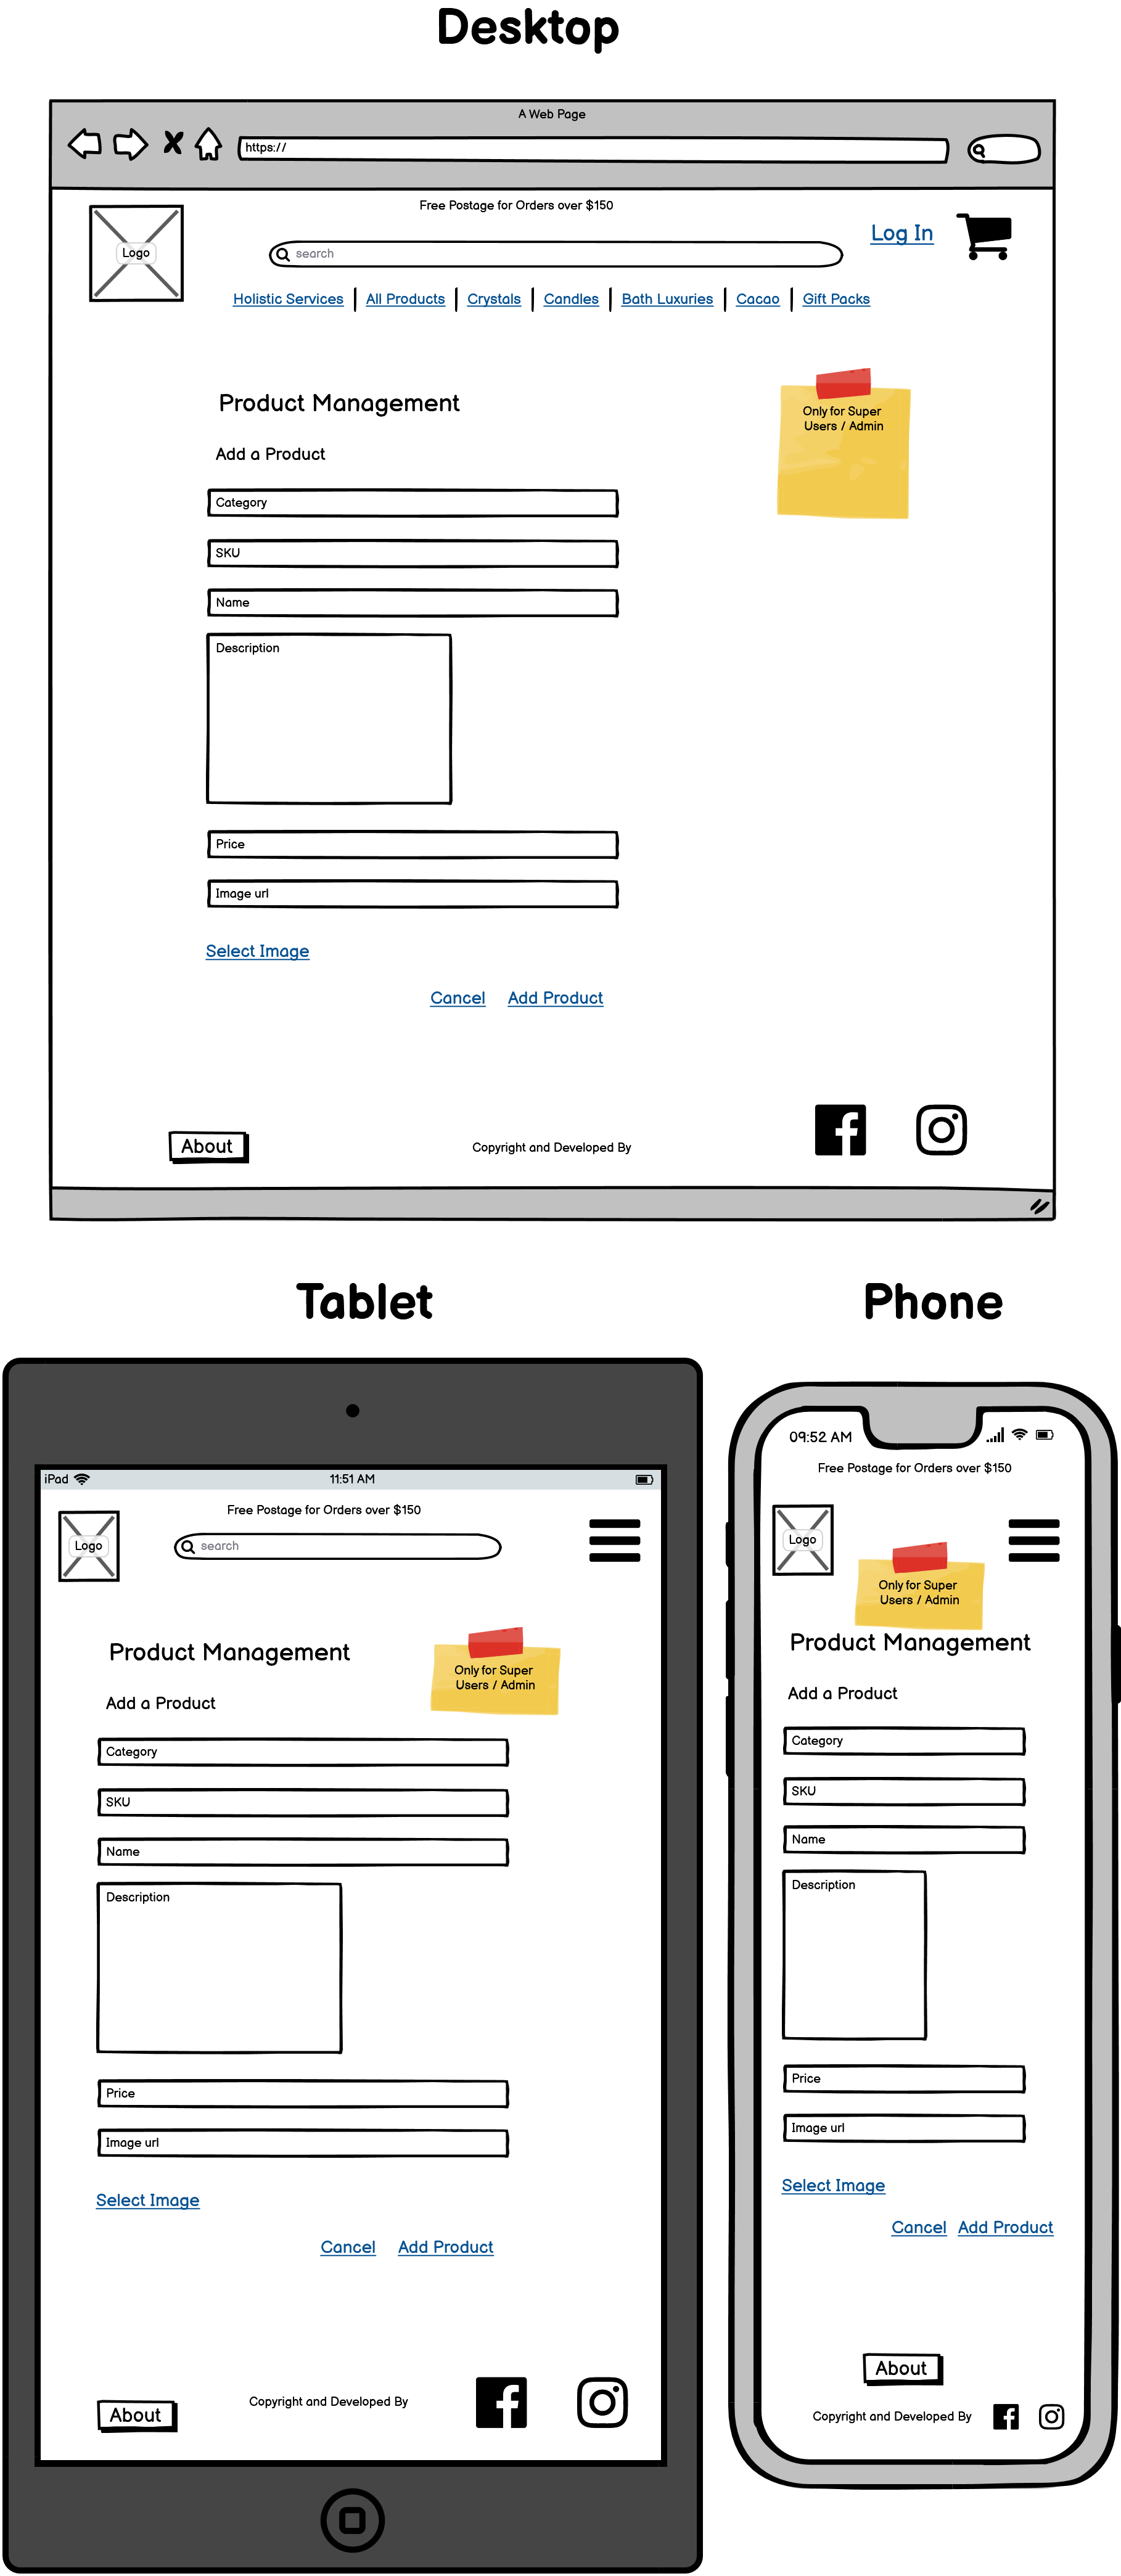 Desktop
A Web Page
https://
Free Postage for Orders over $150
Logo
search
Log In
Holistic Services | All Products | Crystals | Candles | Bath Luxuries | Cacao | Gift Packs
Product Management
Only for Super
Users / Admin
Add a Product
Category
SKU
Name
Description
Price
Image url
Select Image
Cancel Add Product
About
Copyright and Developed By
Tablet
iPad
11:51 AM
Free Postage for Orders over $150
Logo
search
Product Management
Only for Super
Users / Admin
Add a Product
Category
SKU
Name
Description
Price
Image url
Select Image
Cancel Add Product
About
Copyright and Developed By
Phone
09:52 AM
Free Postage for Orders over $150
Logo
Only for Super
Users / Admin
Product Management
Add a Product
Category
SKU
Name
Description
Price
Image url
Select Image
Cancel Add Product
About
Copyright and Developed By